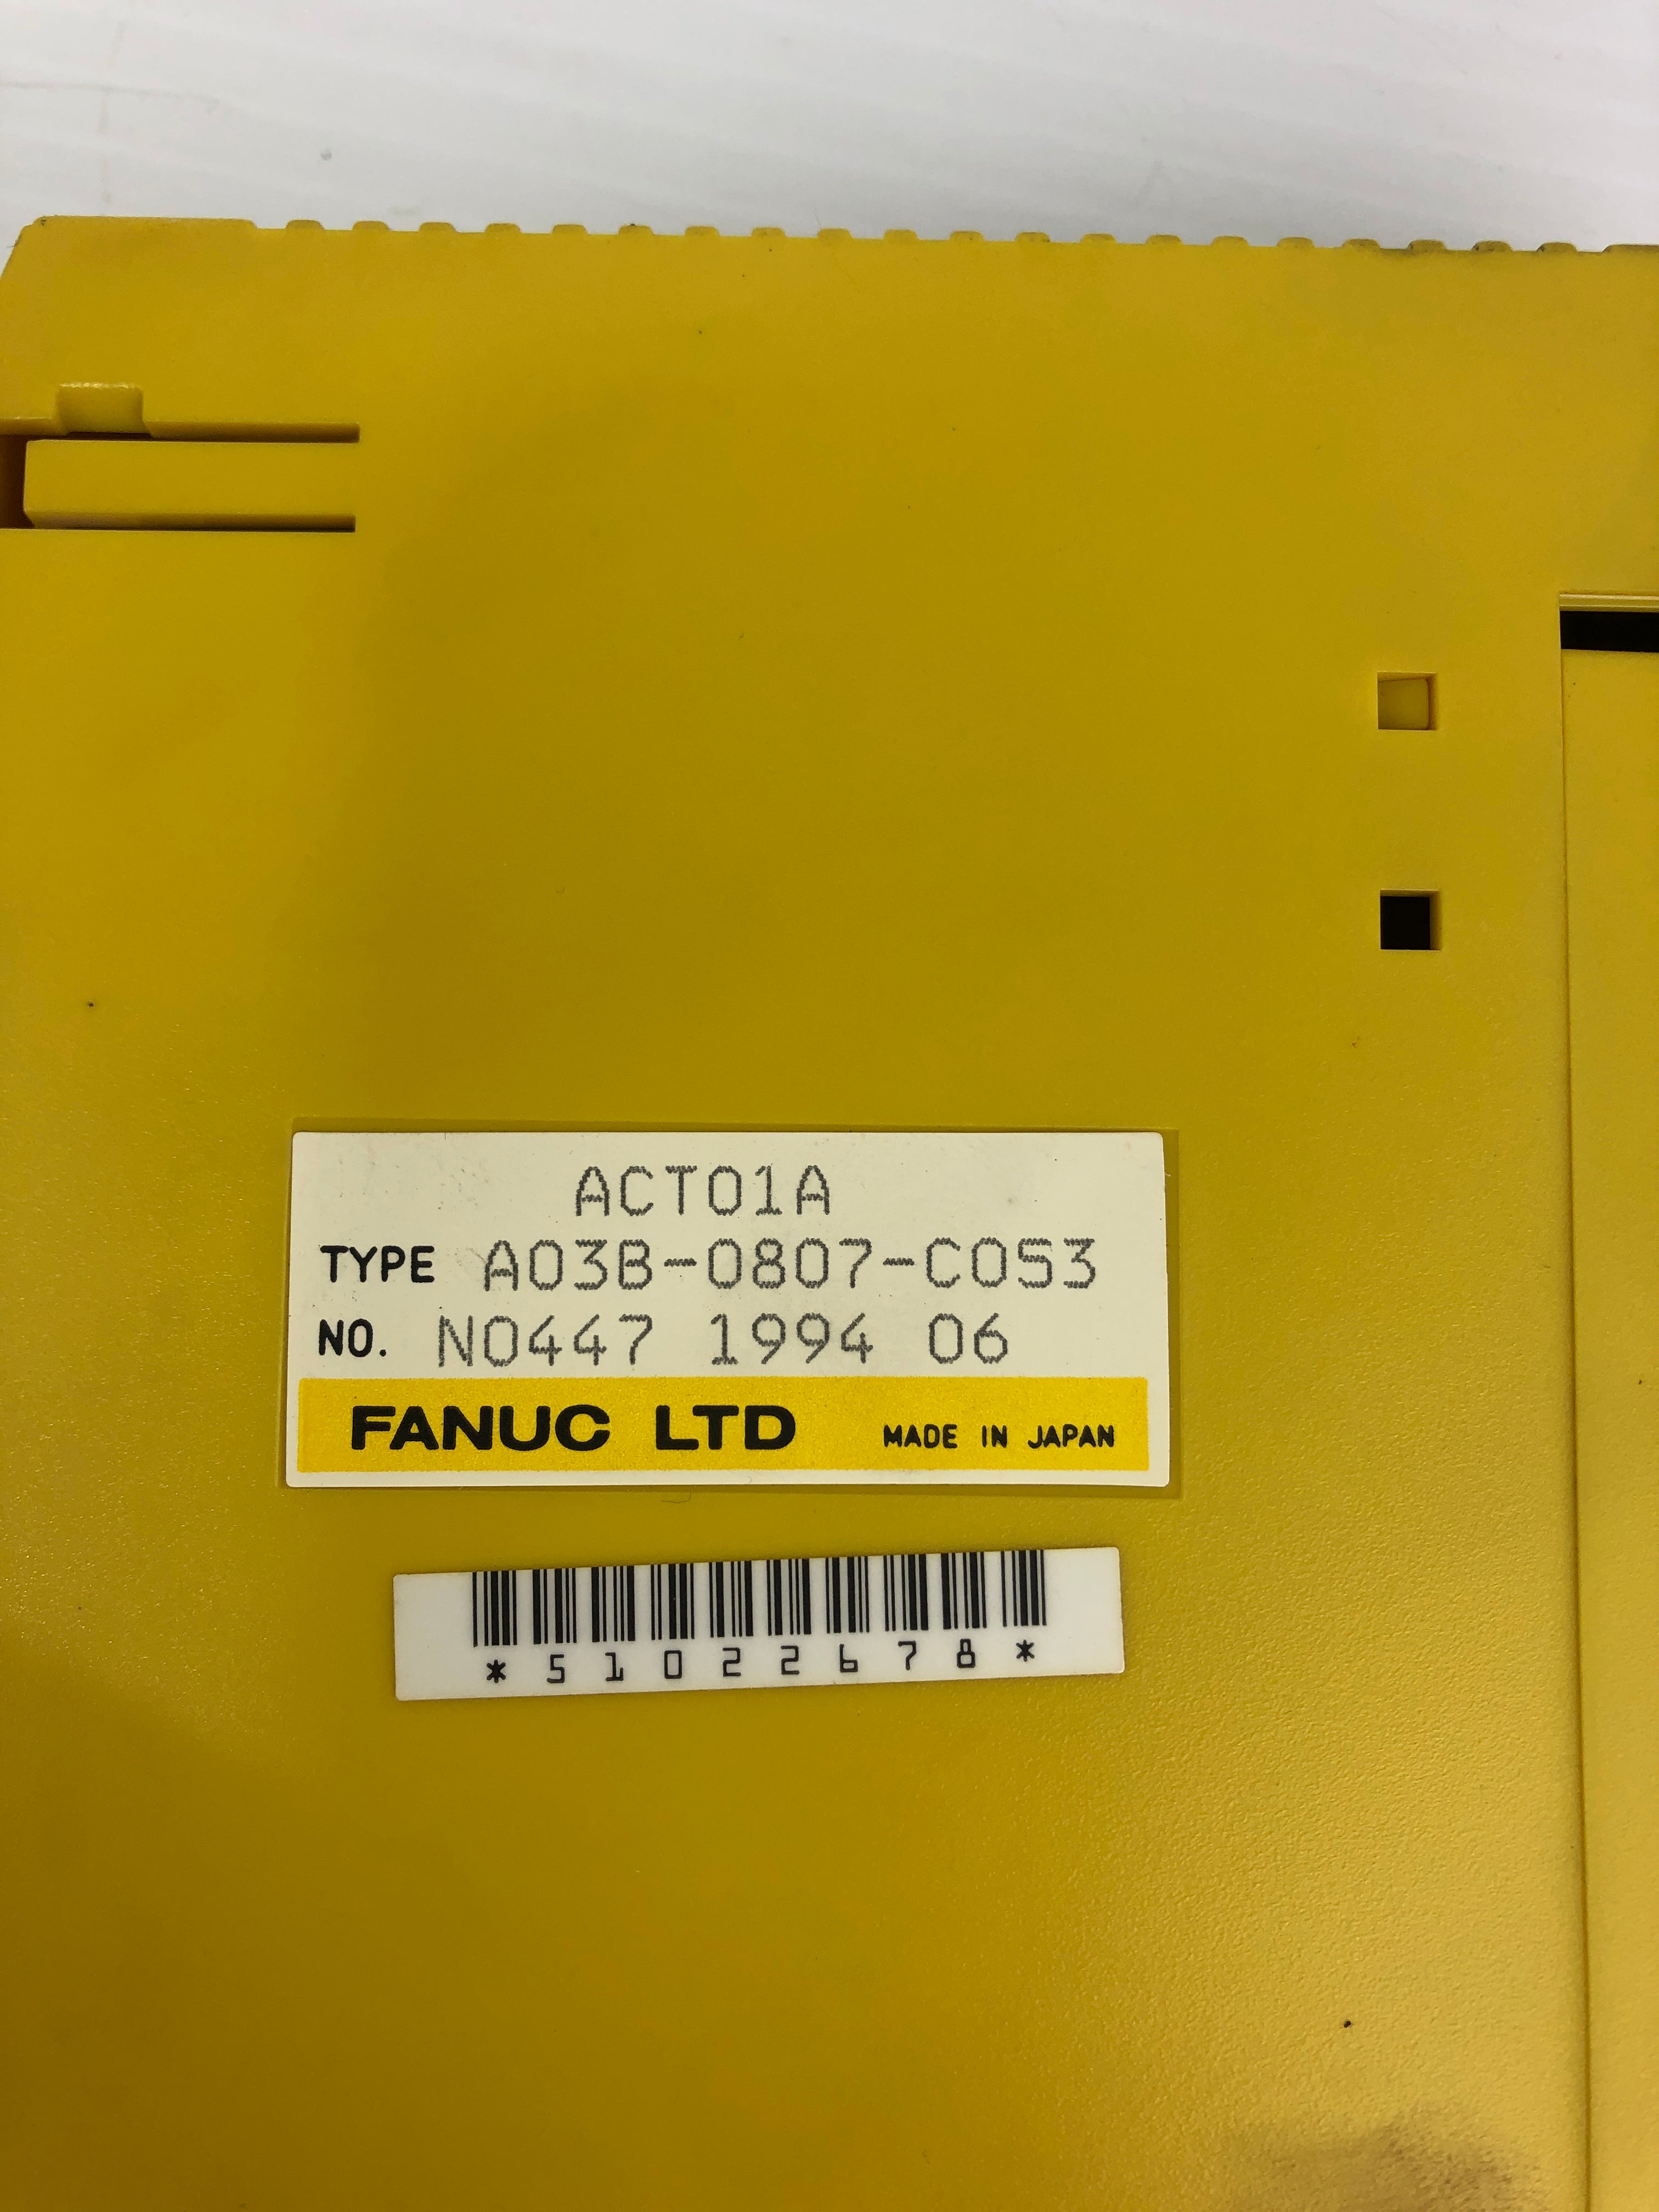 ACT01A
TYPE A03B-0807-C053
NO. N0447 1994 06
FANUC LTD MADE IN JAPAN
*51022678*